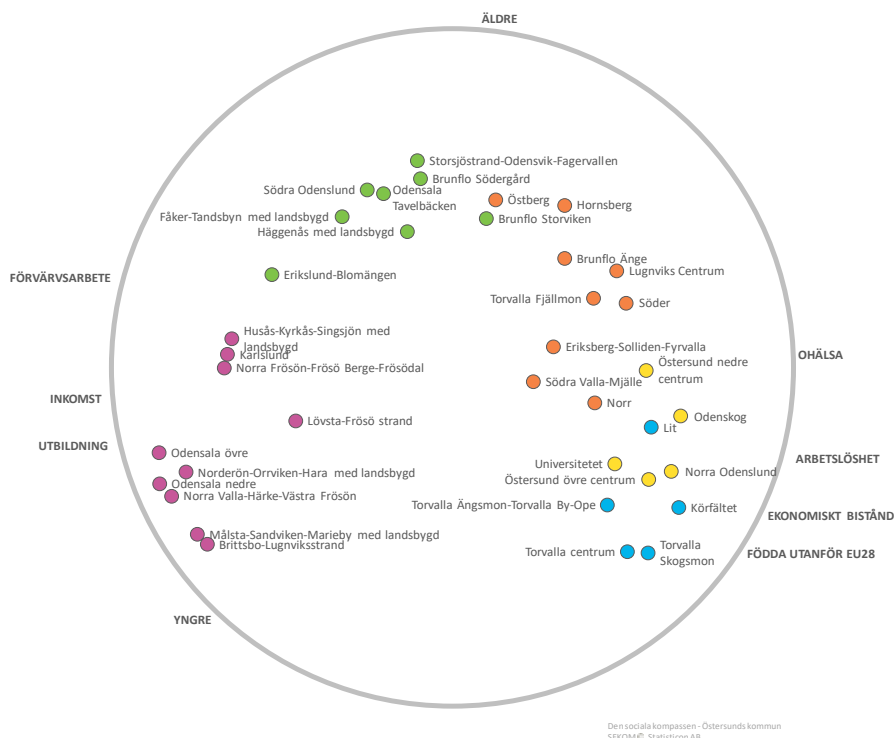 ÄLDRE
Storsjöstrand-Odensvik-Fagervallen
Brunflo Södergård
Södra Odenslund
Odensala
Tavelbäcken
Östberg
Hornsberg
Fåker-Tandsbyn med landsbygd
Brunflo Storviken
Häggenås med landsbygd
Brunflo Änge
Lugnviks Centrum
Erikslund-Blomängen
FÖRVÄRVSARBETE
Torvalla Fjällmon
Söder
Husås-Kyrkås-Singsjön med
landsbygd
Karlslund
Eriksberg-Solliden-Fyrvalla
OHÄLSA
Norra Frösön-Frösö Berge-Frösödal
Östersund nedre
centrum
Södra Valla-Mjälle
INKOMST
Norr
Odenskog
Lövsta-Frösö strand
Lit
UTBILDNING
Odensala övre
ARBETSLÖSHET
Universitetet
Norderön-Orrviken-Hara med landsbygd
Norra Odenslund
Östersund övre centrum
Odensala nedre
Norra Valla-Härke-Västra Frösön
Torvalla Ängsmon-Torvalla By-Ope
Körfältet
EKONOMISKT BISTÅND
Målsta-Sandviken-Marieby med landsbygd
Brittsbo-Lugnviksstrand
Torvalla centrum
Torvalla
Skogsmon
FÖDDA UTANFÖR EU28
YNGRE
Den sociala kompassen - Östersunds kommun
SEKOM©, Statisticon AB